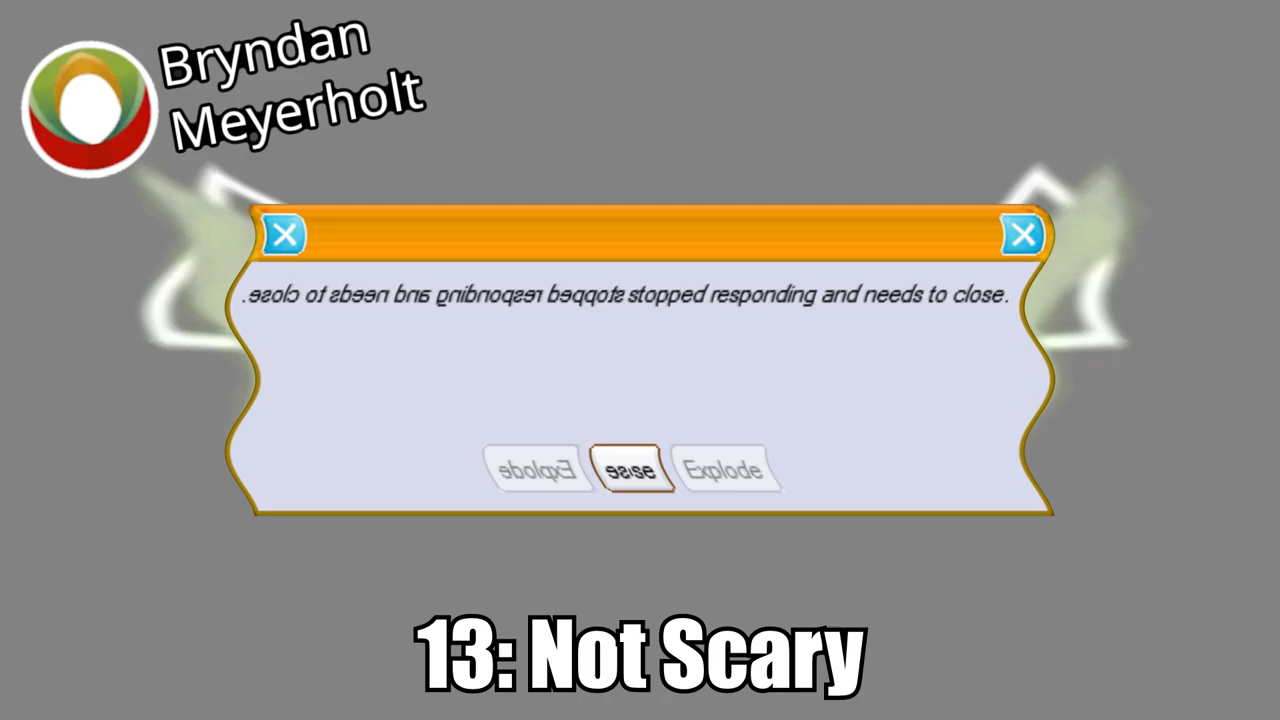 Bryndan
Meyerholt
.esolc ot sdeen dna gnidnopser deppots stopped responding and needs to close.
edolpxE esise Explode
13: Not Scary